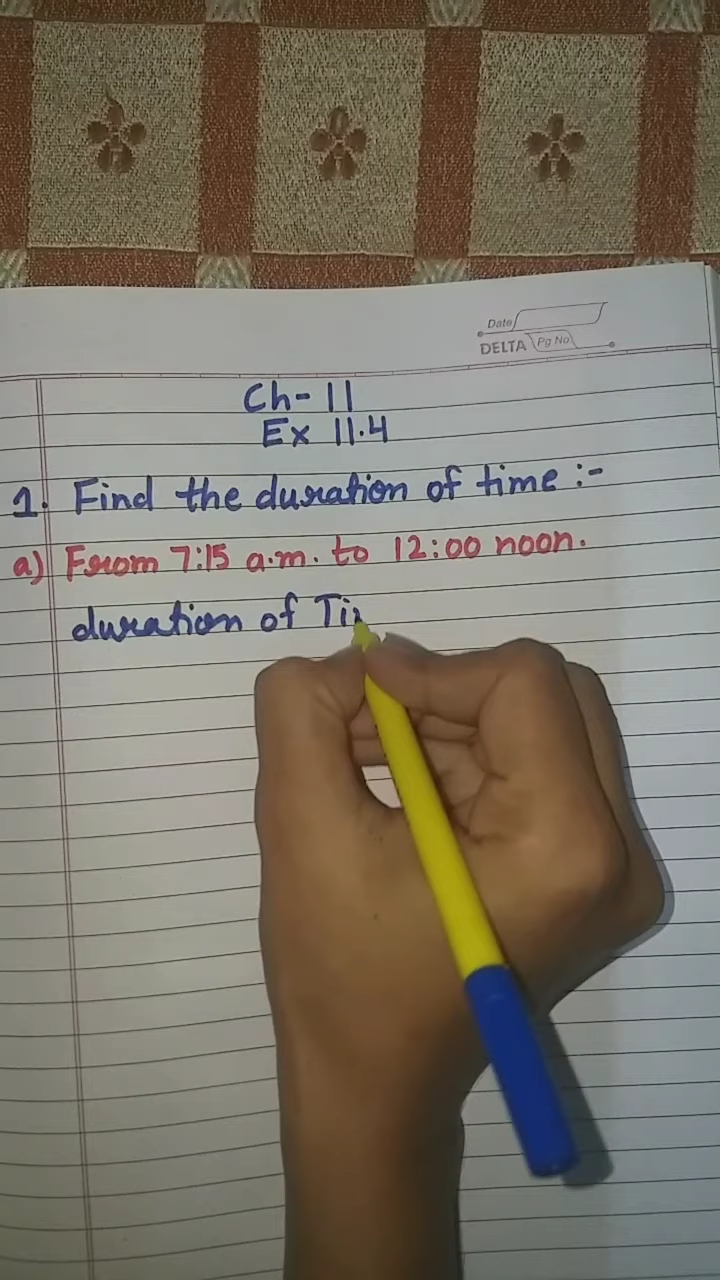 Date
DELTA Pg No
Ch- 11
Ex 11.4
1. Find the duration of time :-
a) From 7:15 a.m. to 12:00 noon.
duration of Ti